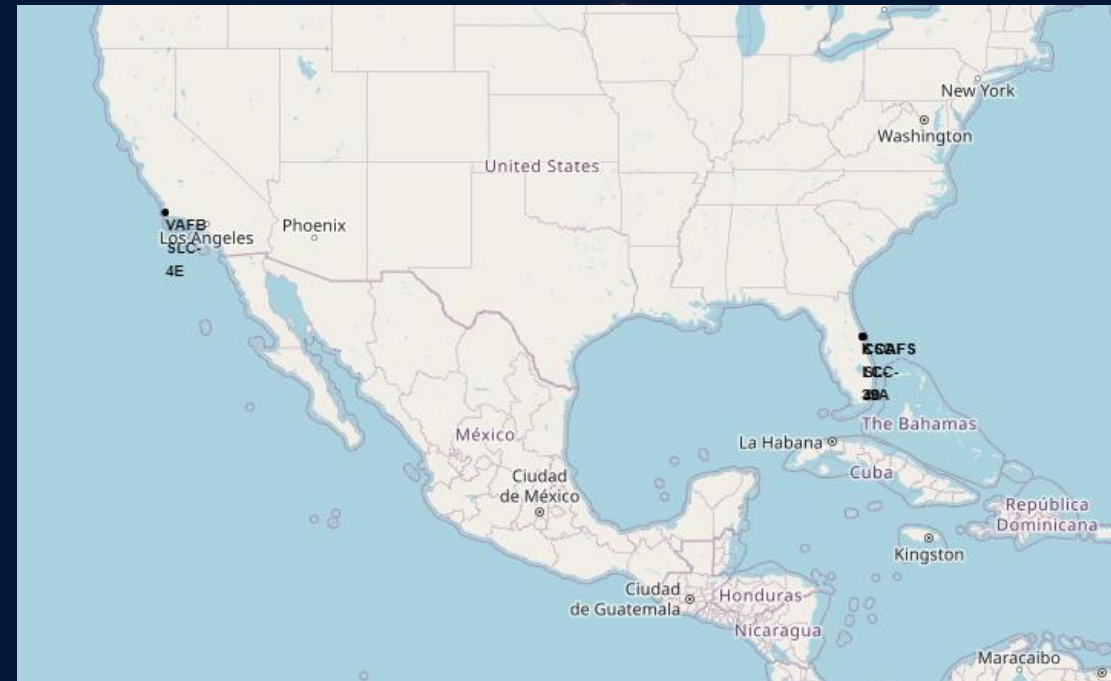 New York
Washington
United States
VAFB
Los Angeles
SLC-
4E
Phoenix
The Bahamas
La Habana
Cuba
México
Ciudad
de México
República
Dominicana
Kingston
Ciudad
de Guatemala
Honduras
Nicaragua
Maracaibo